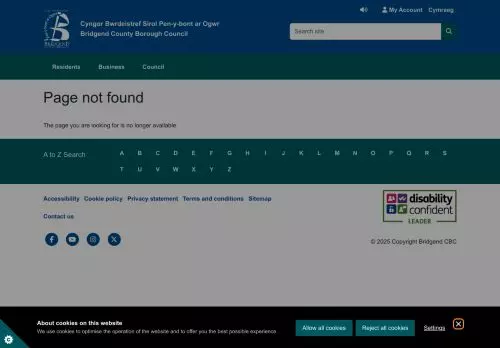 My Account Cymraeg
Cyngor Bwrdeistref Sirol Pen-y-bont ar Ogwr
Bridgend County Borough Council
Search site
BRIDGEND
Residents Business Council
Page not found
The page you are looking for is no longer available
A to Z Search A B C D E F G H I J K L M N O P Q R S
T U V W X Y Z
Accessibility Cookie policy Privacy statement Terms and conditions Sitemap
Contact us
disability
confident
LEADER
© 2025 Copyright Bridgend CBC
About cookies on this website
We use cookies to optimise the operation of the website and to offer you the best possible experience
Allow all cookies Reject all cookies Settings